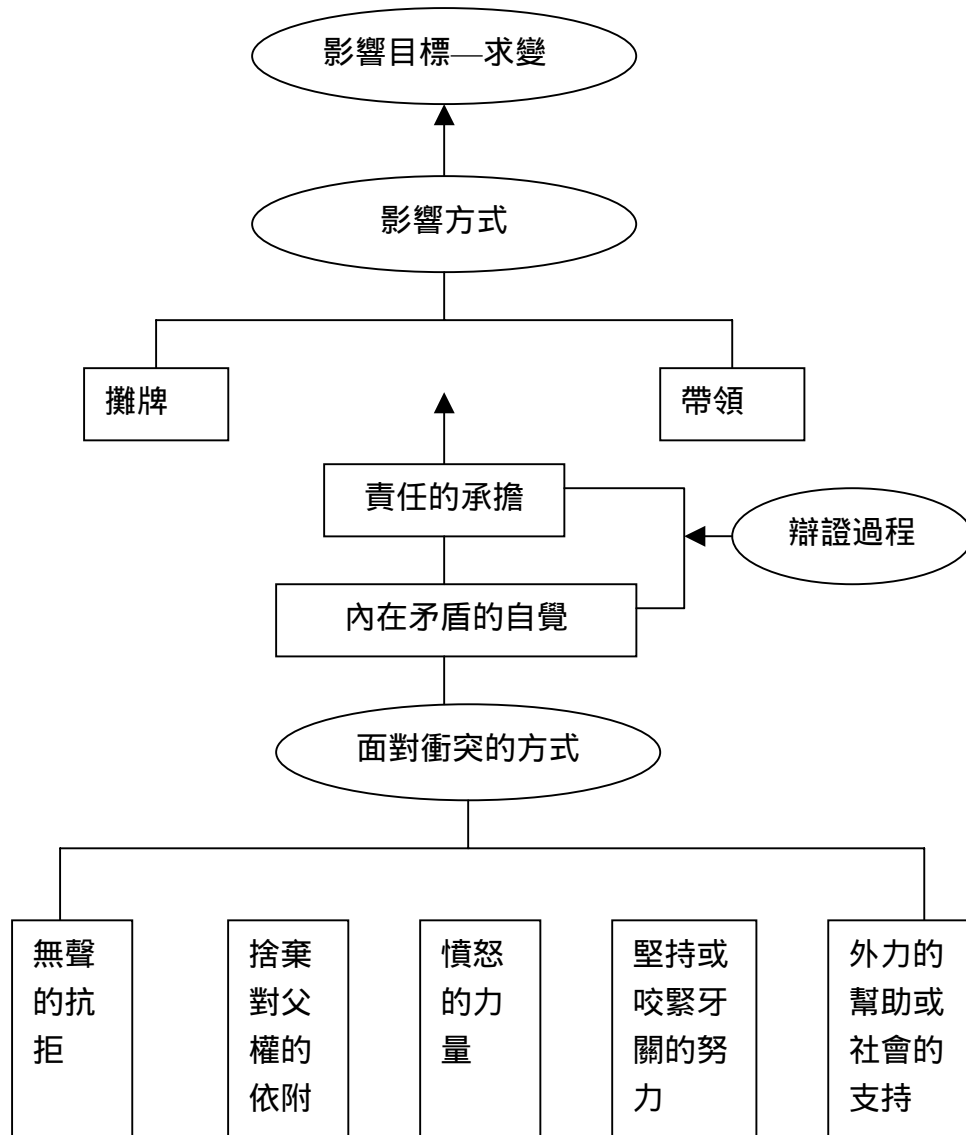 影響目標—求變
影響方式
攤牌
帶領
責任的承擔
辯證過程
內在矛盾的自覺
面對衝突的方式
無聲
的抗
拒
捨棄
對父
權的
依附
憤怒
的力
量
堅持或
咬緊牙
關的努
力
外力的
幫助或
社會的
支持